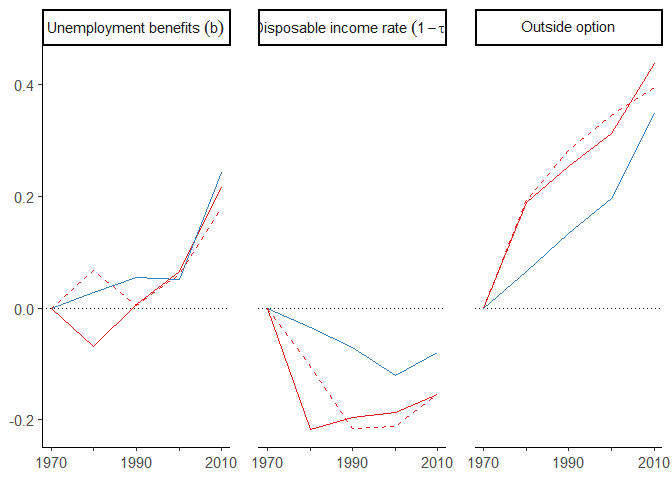 Unemployment benefits (b)
Disposable income rate (1−τ
Outside option
0.4
0.2
0.0
-0.2
1970 1990 2010
1970 1990 2010
1970 1990 2010